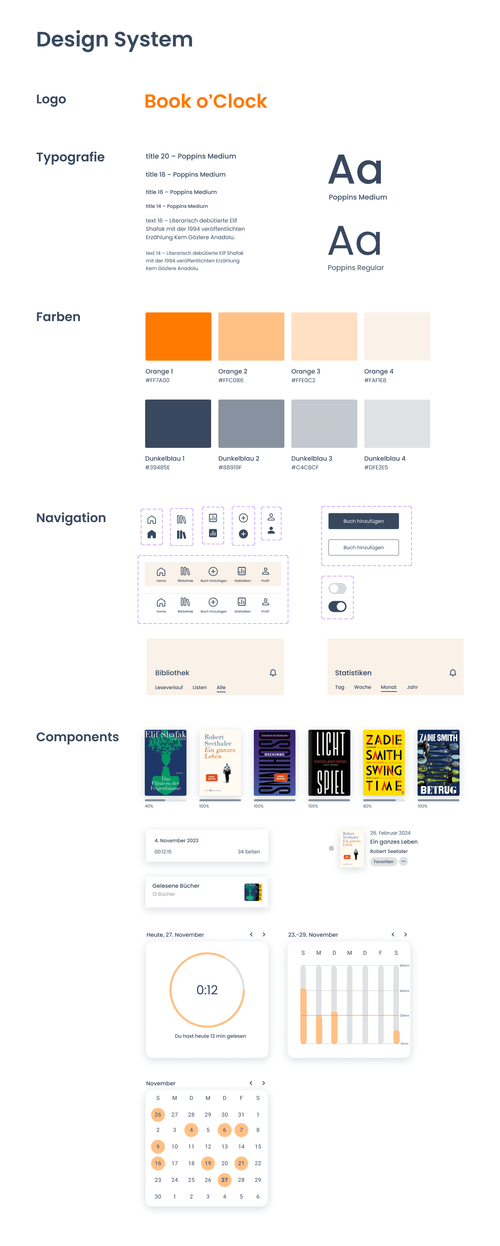 Design System
Logo
Book o'Clock
Typografie
title 20 – Poppins Medium
title 18 – Poppins Medium
title 16 – Poppins Medium
title 14 – Poppins Medium
text 16 – Literarisch debütierte Elif
Shafak mit der 1994 veröffentlichten
Erzählung Kem Gözlere Anadolu.
text 14 – Literarisch debütierte Elif Shafak
mit der 1994 veröffentlichten Erzählung
Kem Gözlere Anadolu.
Aa
Poppins Medium
Aa
Poppins Regular
Farben
Orange 1
#FF7A00
Orange 2
#FFC086
Orange 3
#FFE0C2
Orange 4
#FAF1E8
Dunkelblau 1
#39485E
Dunkelblau 2
#88919F
Dunkelblau 3
#C4C8CF
Dunkelblau 4
#DFE2E5
Navigation
Buch hinzufügen
Buch hinzufügen
Home Bibliothek Buch hinzufügen Statistiken Profil
Home Bibliothek Buch hinzufügen Statistiken Profil
Bibliothek
Leseverlauf Listen Alle
Statistiken
Tag Woche Monat Jahr
Components
Elif Shafak
Das
Flüstern der
Feigenbäume
Robert
Seethaler
Ein ganzes
Leben
LICHT
SPIEL
ZADIE
SMITH
SWING
TIME
ZADIE SMITH
BETRUG
40% 100% 100% 100% 80% 100%
4. November 2023
00:12:15 34 Seiten
Gelesene Bücher
12 Bücher
Robert
Seethaler
Ein ganzes
Leben
26. Februar 2024
Ein ganzes Leben
Robert Seetaler
Favoriten
Heute, 27. November
0:12
Du hast heute 12 min gelesen
23.-29. November
S M D M D F S
November
S M D M D F S
26 27 28 29 30 31 1
2 3 4 5 6 7 8
9 10 11 12 13 14 15
16 17 18 19 20 21 22
23 24 25 26 27 28 29
30 1 2 3 4 5 6